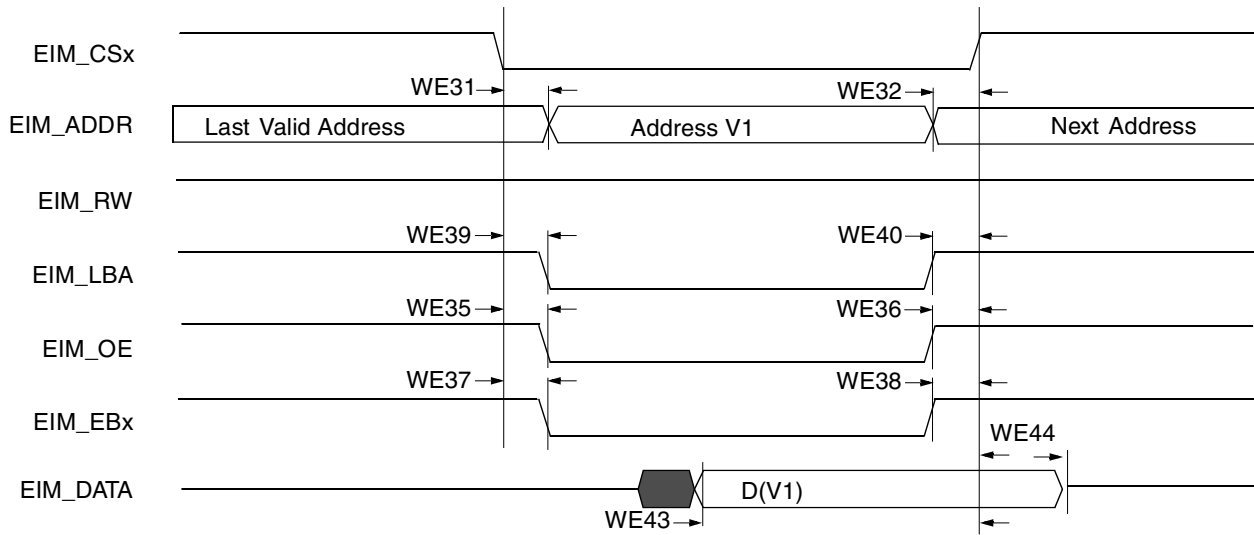 EIM_CSx
WE31
WE32
EIM_ADDR
Last Valid Address
Address V1
Next Address
EIM_RW
WE39
WE40
EIM_LBA
WE35
WE36
EIM_OE
WE37
WE38
EIM_EBx
WE44
EIM_DATA
D(V1)
WE43